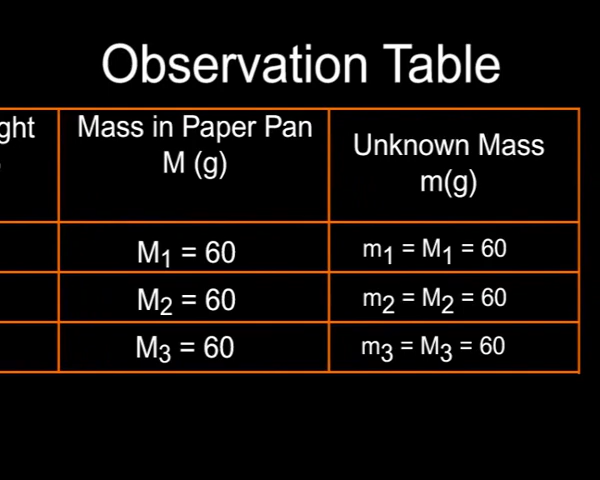 Observation Table
ght
Mass in Paper Pan
M (g)
Unknown Mass
m(g)
M₁ = 60
m₁ = M₁ = 60
M₂ = 60
m₂ = M₂ = 60
M₃ = 60
m₃ = M₃ = 60